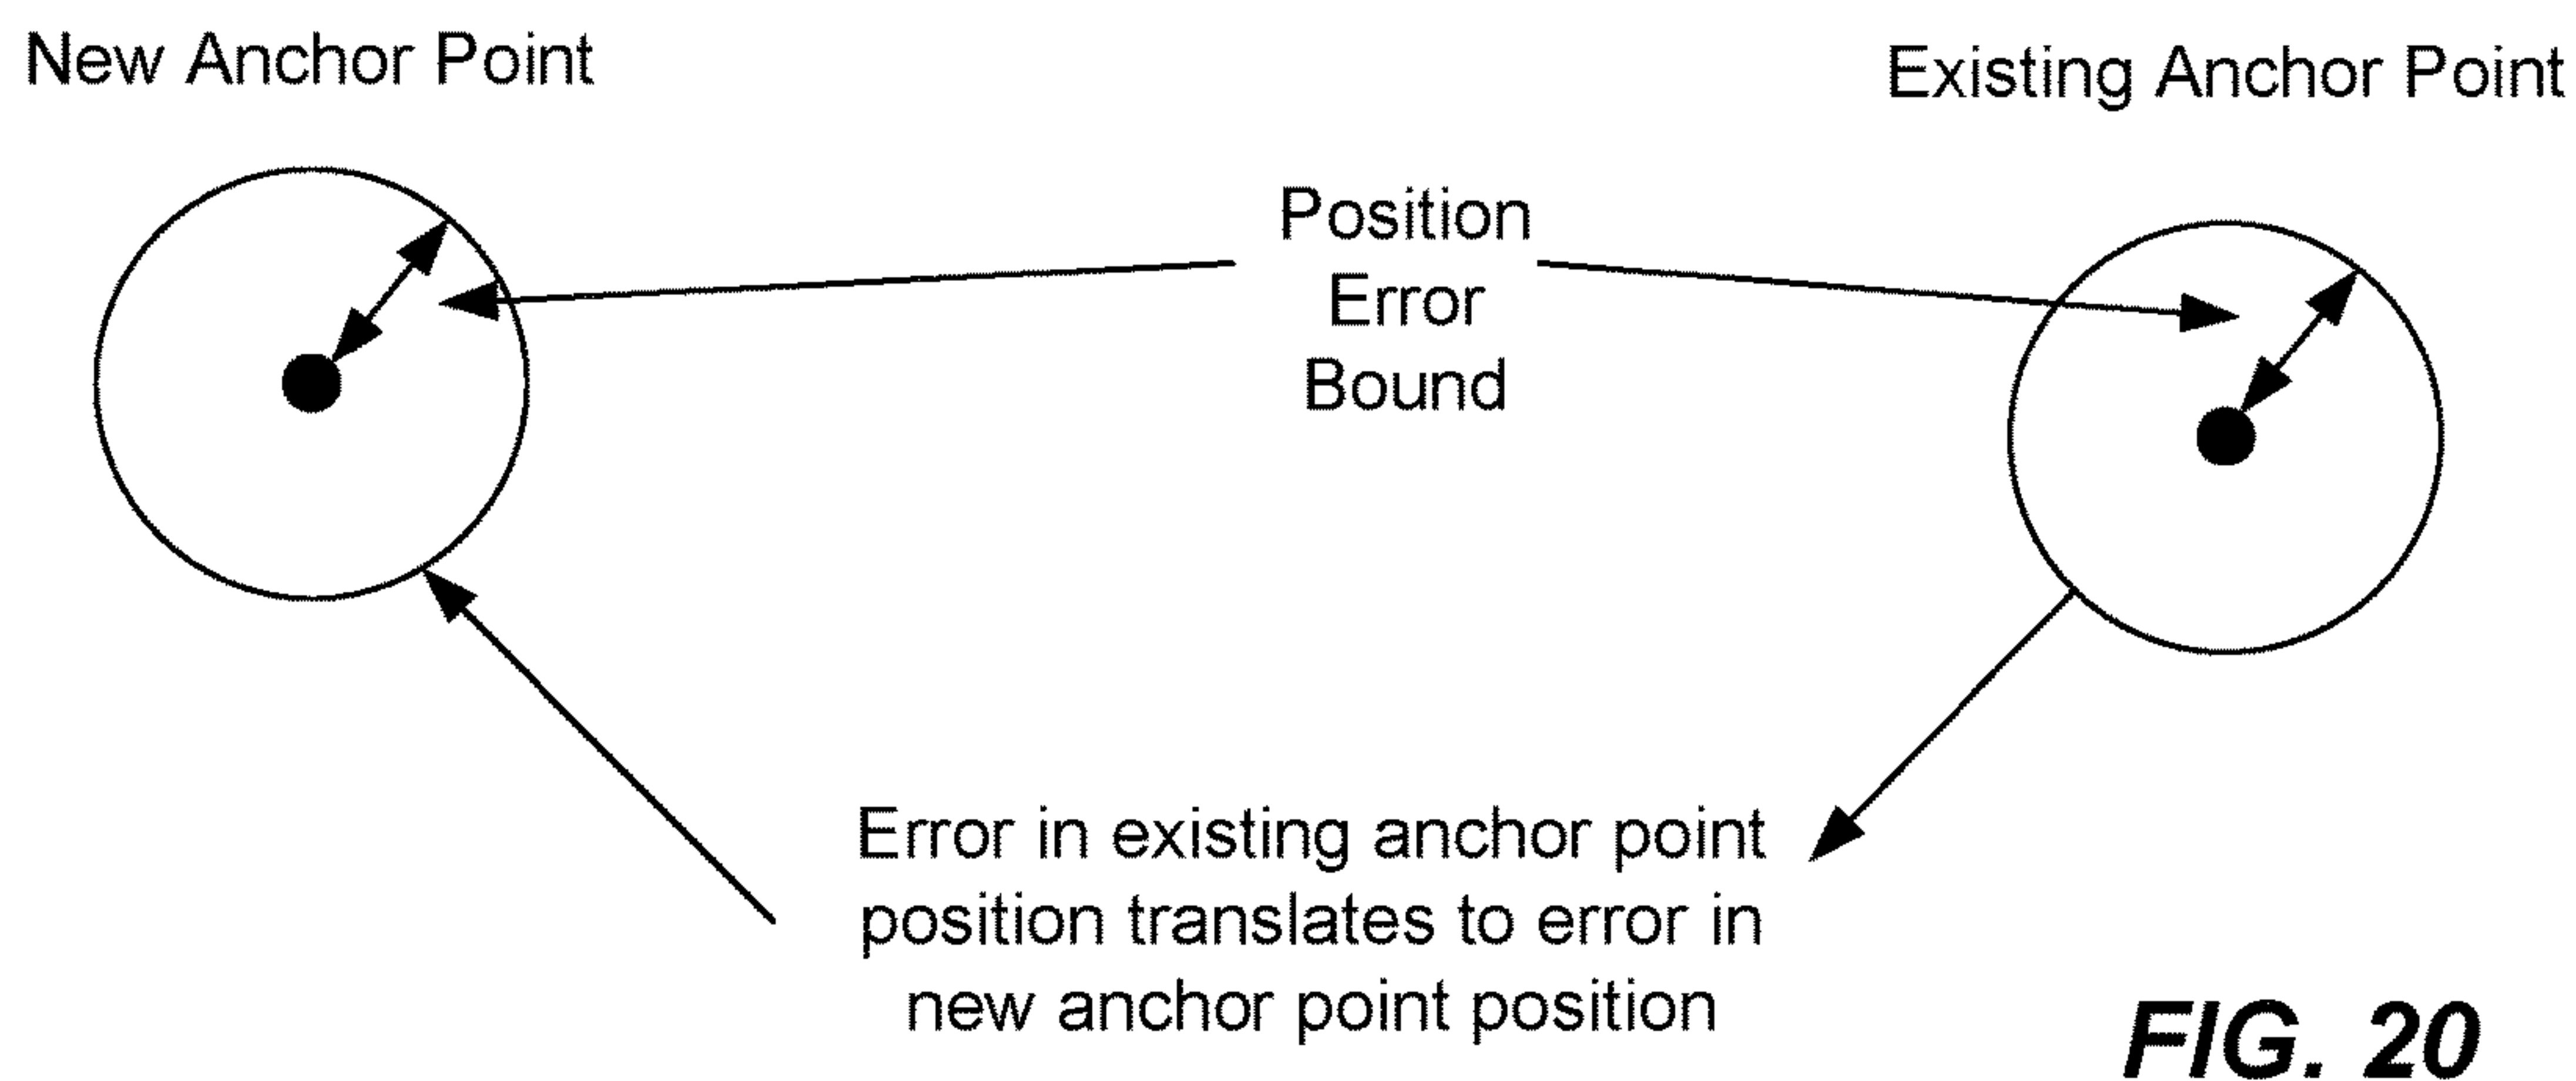 New Anchor Point
Existing Anchor Point
Position
Error
Bound
Error in existing anchor point
position translates to error in
new anchor point position
FIG. 20